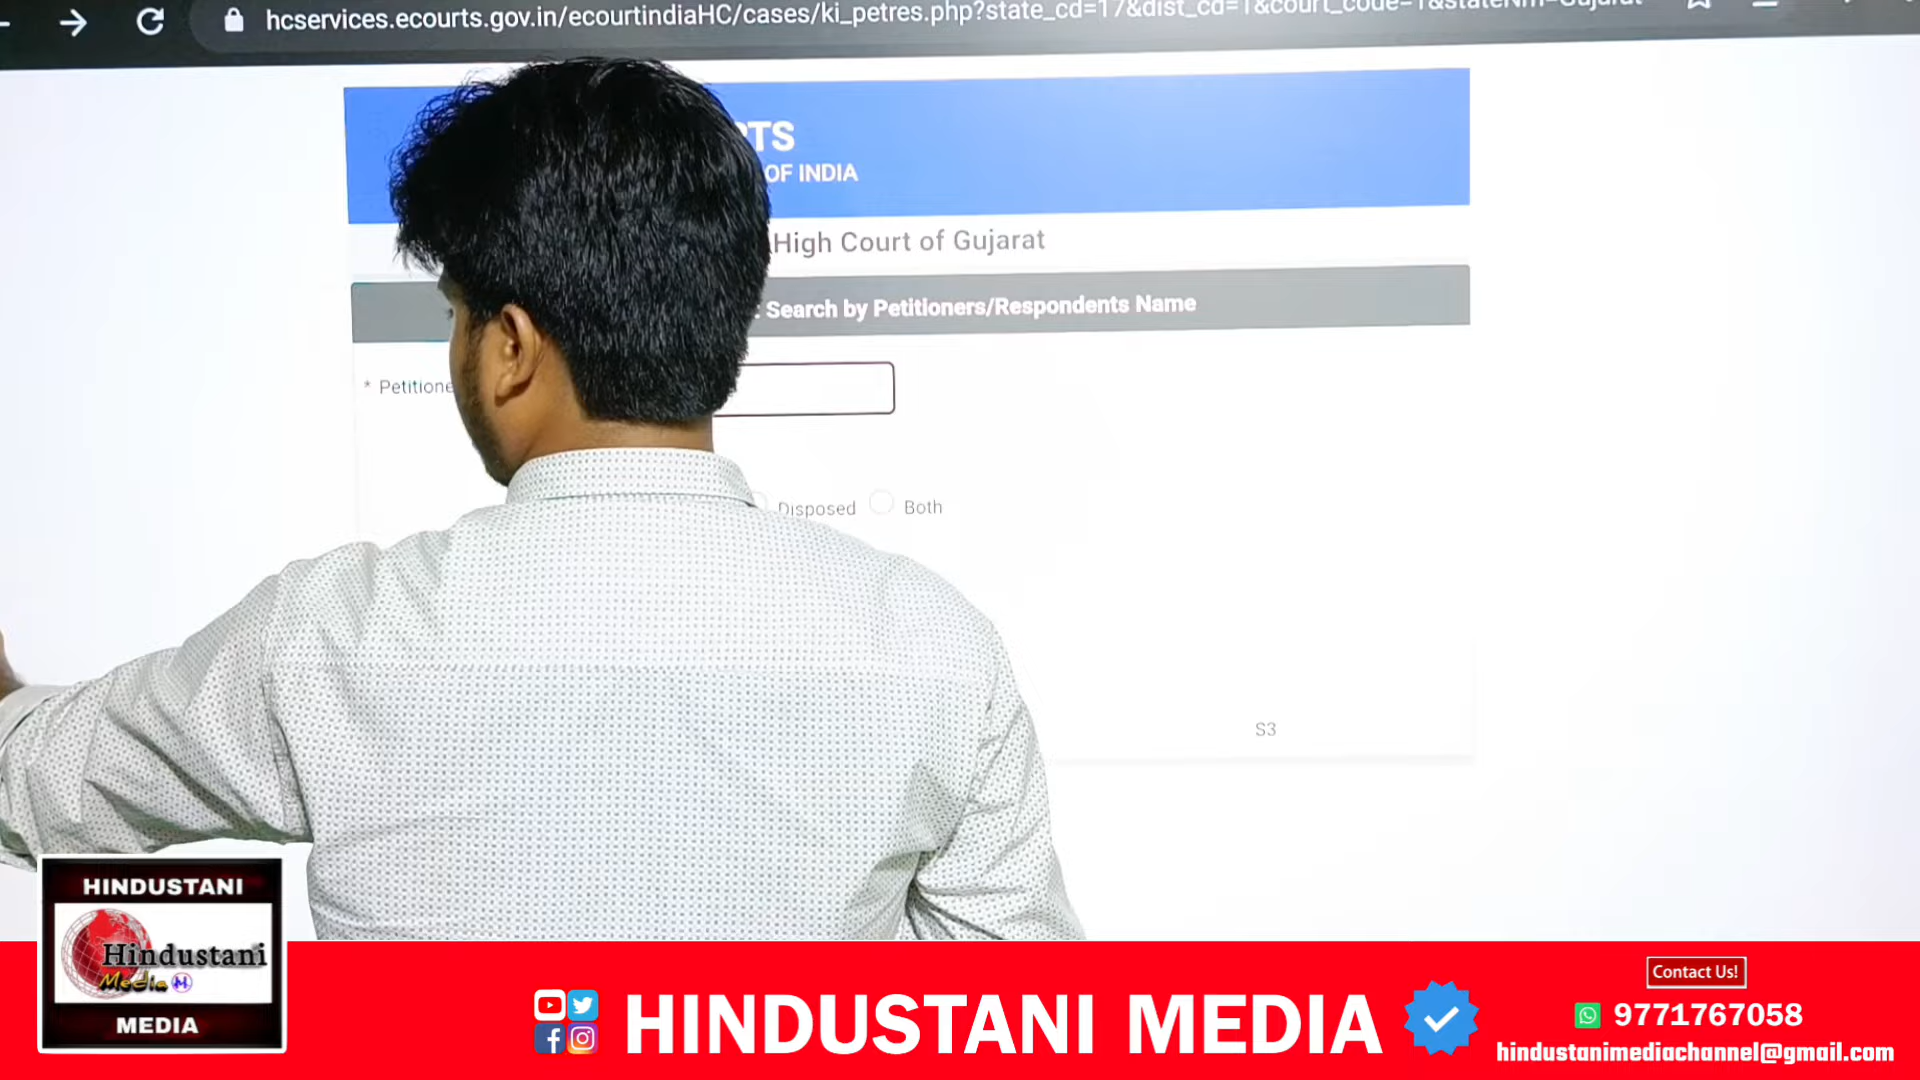 hcservices.ecourts.gov.in/ecourtindiaHC/cases/ki_petres.php?state_cd=17&dist_cd=1&court_code=1&stateNm=Gujarat
RTS
OF INDIA
High Court of Gujarat
: Search by Petitioners/Respondents Name
* Petitione
Disposed Both
S3
HINDUSTANI
Hindustani
Media M
MEDIA
HINDUSTANI MEDIA
Contact Us!
9771767058
hindustanimediachannel@gmail.com